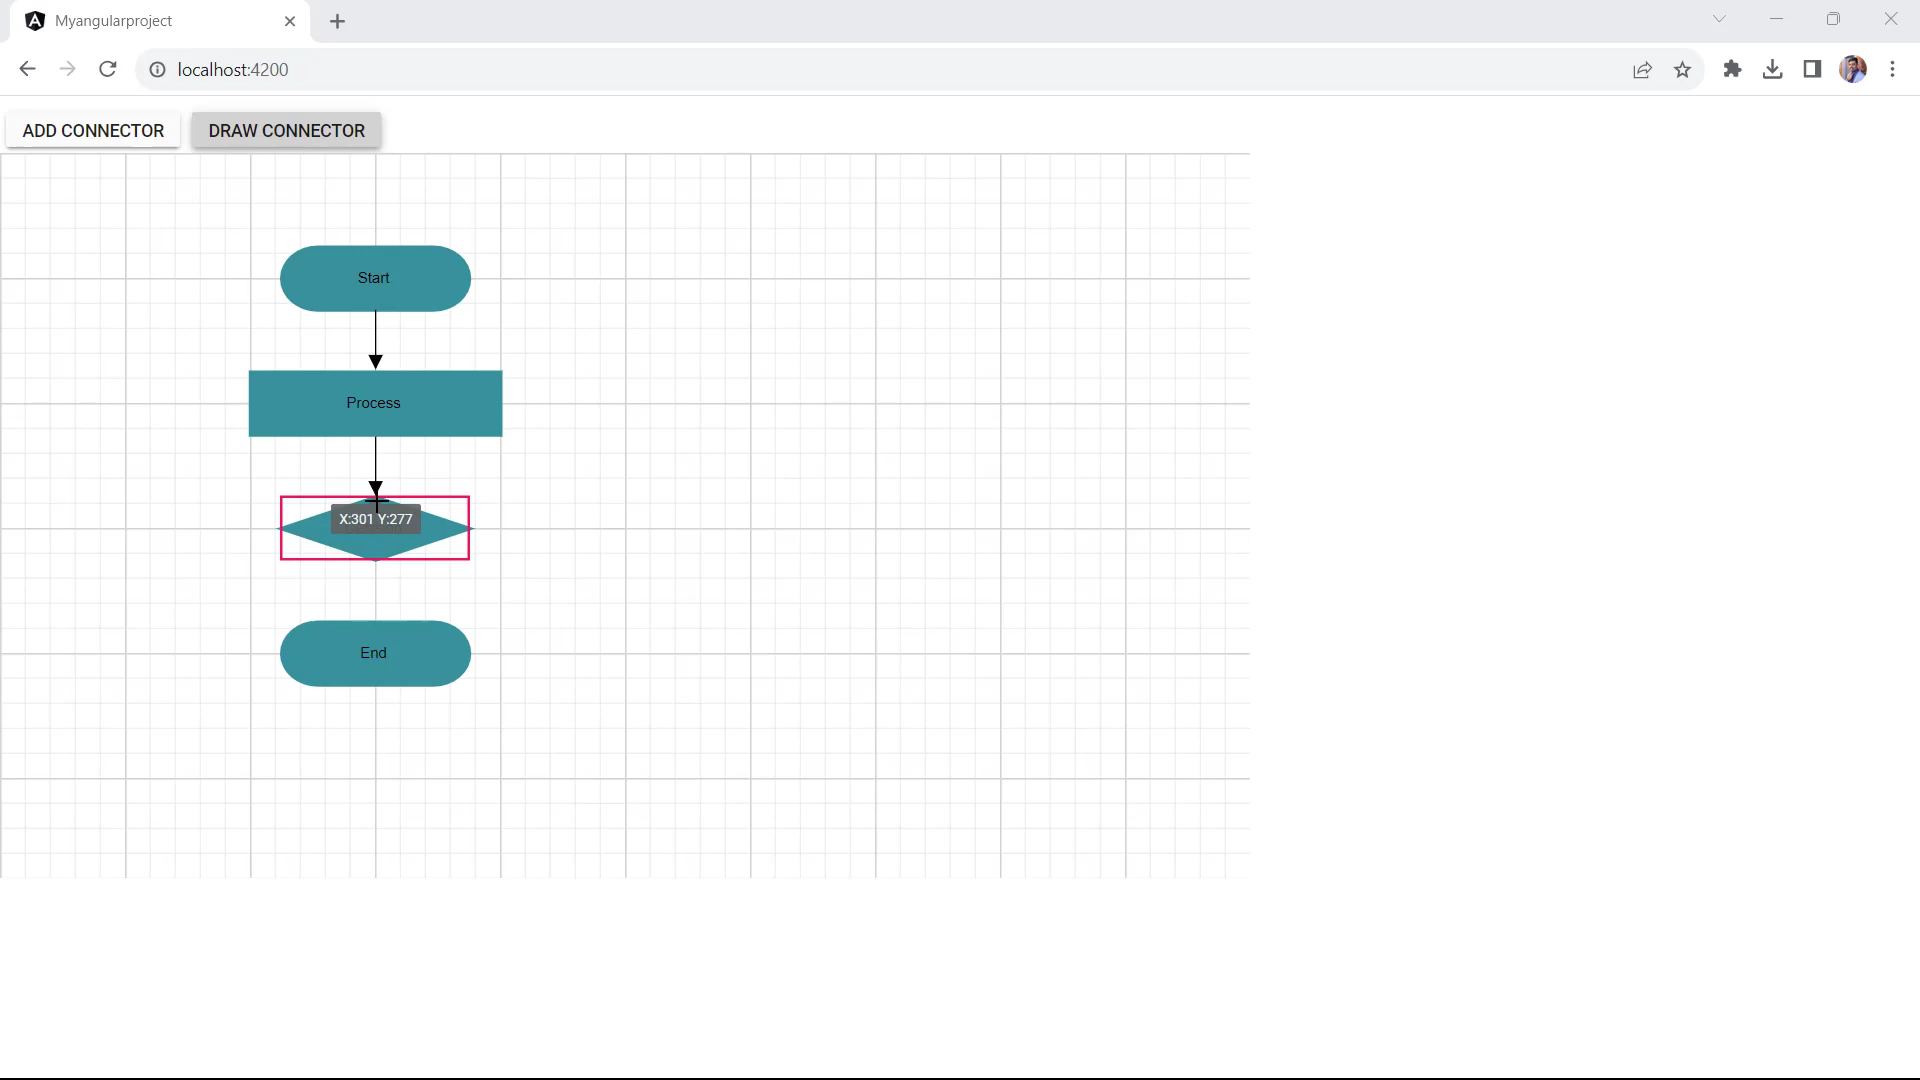 Myangularproject
localhost:4200
ADD CONNECTOR DRAW CONNECTOR
Start
Process
X:301 Y:277
End